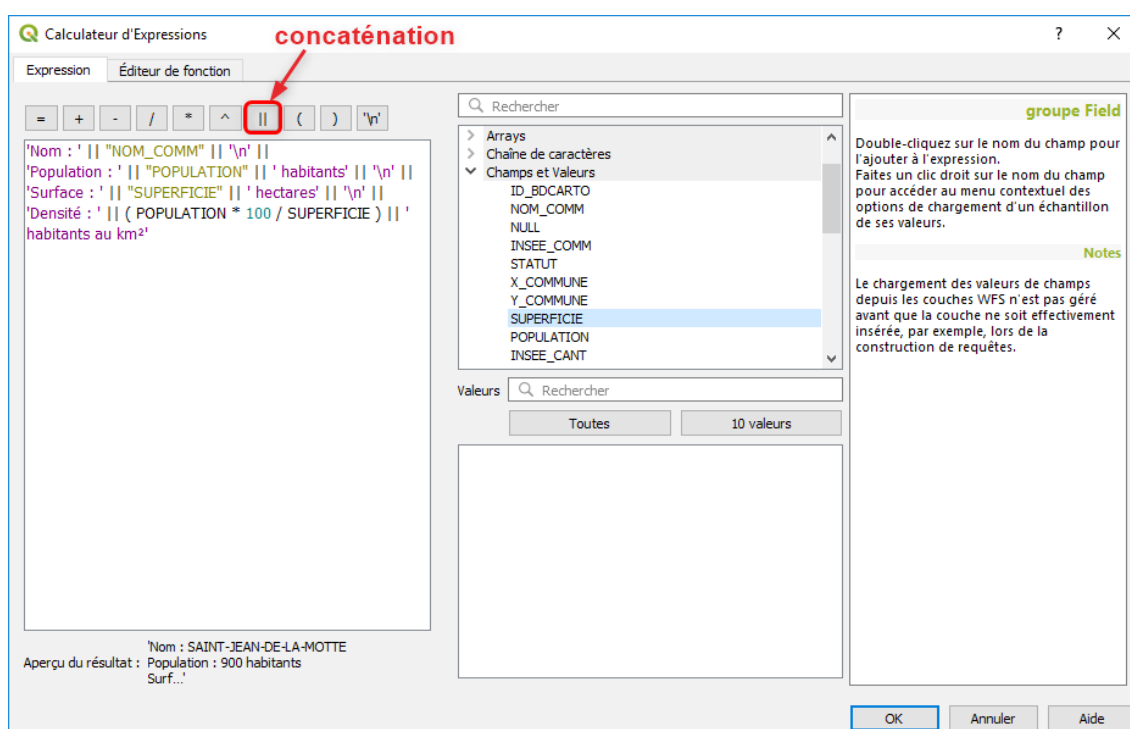 Calculateur d'Expressions
concaténation
?
Expression
Éditeur de fonction
= + - / * ^ || ( ) '\n'
'Nom : ' || "NOM_COMM" || '\n' ||
'Population : ' || "POPULATION" || ' habitants' || '\n' ||
'Surface : ' || "SUPERFICIE" || ' hectares' || '\n' ||
'Densité : ' || ( POPULATION * 100 / SUPERFICIE ) || '
habitants au km²'
Aperçu du résultat :
'Nom : SAINT-JEAN-DE-LA-MOTTE
Population : 900 habitants
Surf...'
Rechercher
Arrays
Chaîne de caractères
Champs et Valeurs
ID_BDCARTO
NOM_COMM
NULL
INSEE_COMM
STATUT
X_COMMUNE
Y_COMMUNE
SUPERFICIE
POPULATION
INSEE_CANT
Valeurs
Rechercher
Toutes
10 valeurs
groupe Field
Double-cliquez sur le nom du champ pour
l'ajouter à l'expression.
Faites un clic droit sur le nom du champ
pour accéder au menu contextuel des
options de chargement d'un échantillon
de ses valeurs.
Notes
Le chargement des valeurs de champs
depuis les couches WFS n'est pas géré
avant que la couche ne soit effectivement
insérée, par exemple, lors de la
construction de requêtes.
OK
Annuler
Aide